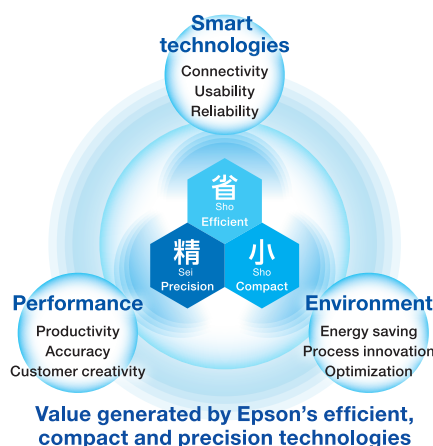 Smart
technologies
Connectivity
Usability
Reliability
省
Sho
Efficient
精
Sei
Precision
小
Sho
Compact
Performance
Productivity
Accuracy
Customer creativity
Environment
Energy saving
Process innovation
Optimization
Value generated by Epson's efficient,
compact and precision technologies